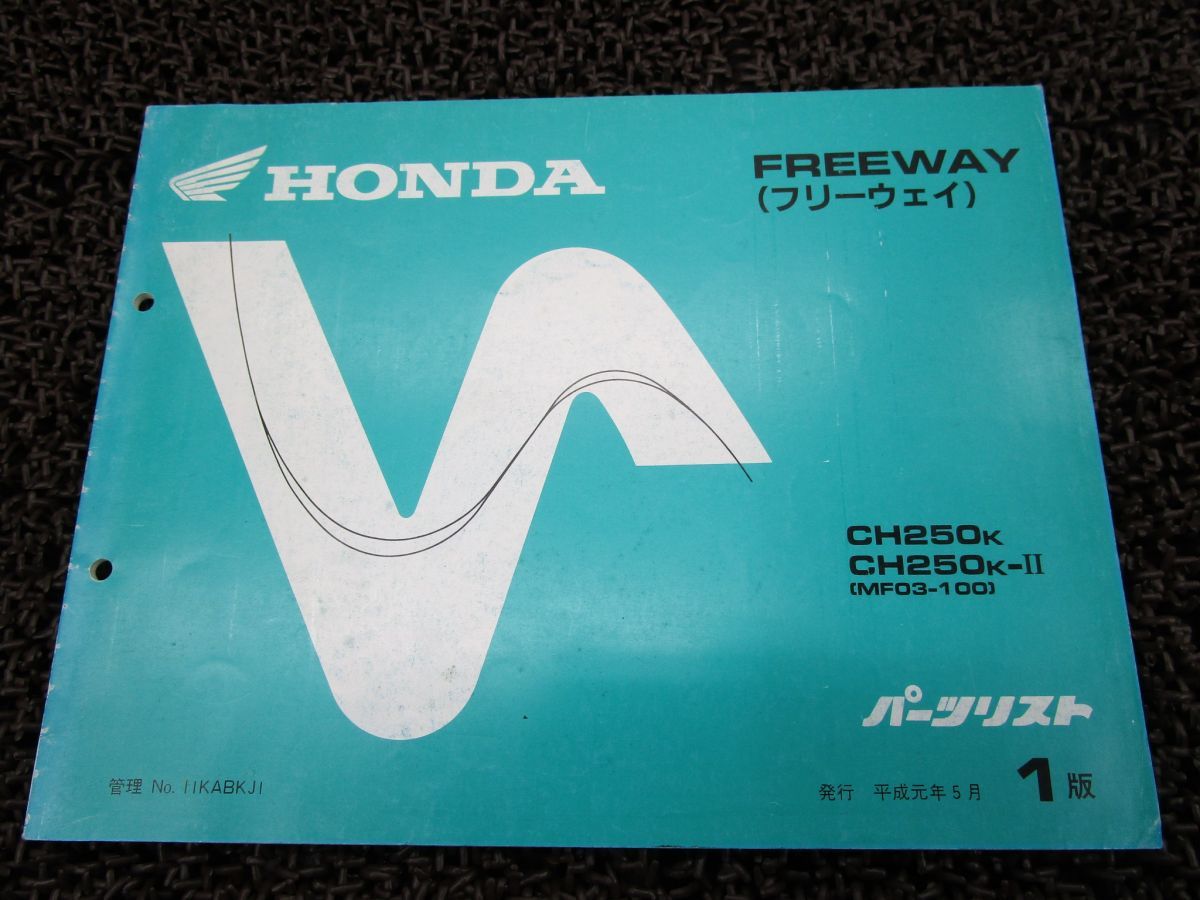 HONDA
FREEWAY
(フリーウェイ)
CH250K
CH250K-II
(MF03-100)
パーツリスト
管理 No. 11KABKJ1
発行 平成元年5月 1版